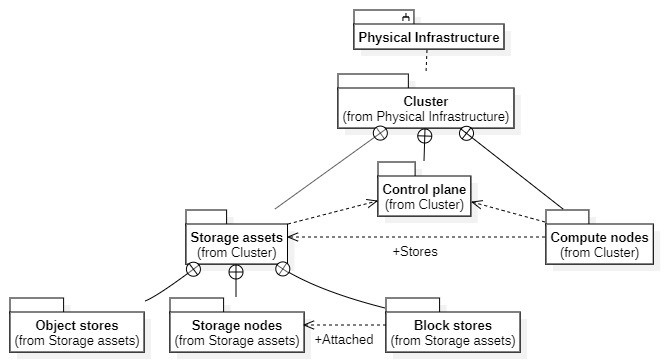 Physical Infrastructure
Cluster
(from Physical Infrastructure)
Control plane
(from Cluster)
Storage assets
(from Cluster)
Compute nodes
(from Cluster)
+Stores
Object stores
(from Storage assets)
Storage nodes
(from Storage assets)
+Attached
Block stores
(from Storage assets)